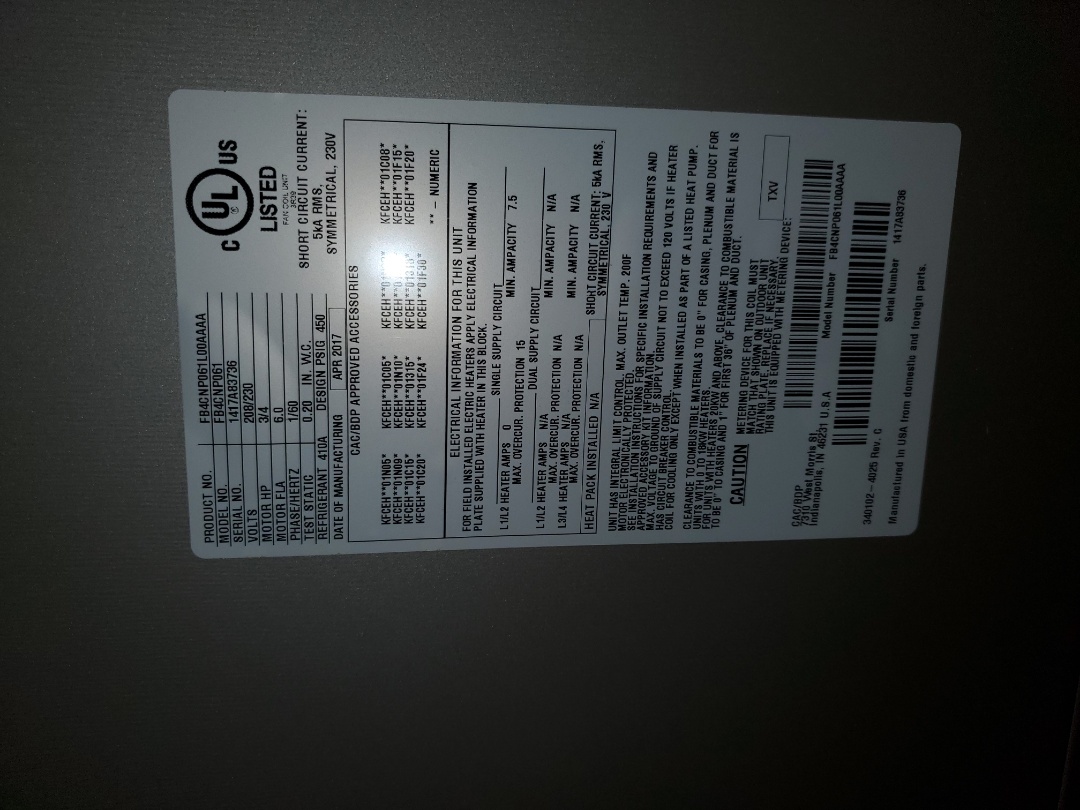 PRODUCT NO. FB4CNP061L00AAAA
MODEL NO. FB4CNP061
SERIAL NO. 1417A83736
VOLTS 208/230
MOTOR HP 3/4
MOTOR FLA 6.0
PHASE/HERTZ 1/60
TEST STATIC 0.20 IN. W.C.
REFRIGERANT 410A DESIGN PSIG 450
DATE OF MANUFACTURING APR 2017
C UL US
®
LISTED
FAN COIL UNIT
SHORT CIRCUIT CURRENT:
5kA RMS,
SYMMETRICAL, 230V
CAC/BDP APPROVED ACCESSORIES
KFCEH**01N05* KFCEH**01C05* KFCEH**01C08*
KFCEH**01N09* KFCEH**01N10* KFCEH**01F15*
KFCEH**01C15* KFCEH**01315* KFCEH**01F20*
KFCEH**01C20* KFCEH**01F24* KFCEH**01F30*
** – NUMERIC
ELECTRICAL INFORMATION FOR THIS UNIT
FOR FIELD INSTALLED ELECTRIC HEATERS APPLY ELECTRICAL INFORMATION
PLATE SUPPLIED WITH HEATER IN THIS BLOCK.
SINGLE SUPPLY CIRCUIT
L1/L2 HEATER AMPS 0 MIN. AMPACITY 7.5
MAX. OVERCUR. PROTECTION 15
DUAL SUPPLY CIRCUIT
L1/L2 HEATER AMPS N/A MIN. AMPACITY N/A
MAX. OVERCUR. PROTECTION N/A
L3/L4 HEATER AMPS N/A MIN. AMPACITY N/A
MAX. OVERCUR. PROTECTION N/A
HEAT PACK INSTALLED N/A SHORT CIRCUIT CURRENT: 5kA RMS,
SYMMETRICAL, 230 V
UNIT HAS INTEGRAL LIMIT CONTROL. MAX. OUTLET TEMP. 200F
MOTOR ELECTRONICALLY PROTECTED.
SEE INSTALLATION INSTRUCTIONS FOR SPECIFIC INSTALLATION REQUIREMENTS AND
APPROVED ACCESSORY KIT INFORMATION.
MAX. VOLTAGE TO GROUND OF SUPPLY CIRCUIT NOT TO EXCEED 120 VOLTS IF HEATER
HAS CIRCUIT BREAKER CONTROL.
COIL FOR COOLING ONLY EXCEPT WHEN INSTALLED AS PART OF A LISTED HEAT PUMP.
CLEARANCE TO COMBUSTIBLE MATERIALS TO BE 0" FOR CASING, PLENUM AND DUCT FOR
UNITS WITH 0 TO 18KW HEATERS.
FOR UNITS WITH HEATERS 20KW AND ABOVE, CLEARANCE TO COMBUSTIBLE MATERIAL IS
TO BE 0" TO CASING AND 1" FOR FIRST 36" OF PLENUM AND DUCT.
CAUTION
METERING DEVICE FOR THIS COIL MUST
MATCH THAT SHOWN ON OUTDOOR UNIT
RATING PLATE. REPLACE IF NECESSARY.
THIS UNIT IS EQUIPPED WITH METERING DEVICE:
TXV
CAC/BDP
7310 West Morris St.
Indianapolis, IN 46231 U.S.A
Model Number FB4CNP061L00AAAA
Serial Number 1417A83736
340102-4025 Rev. C
Manufactured in USA from domestic and foreign parts.